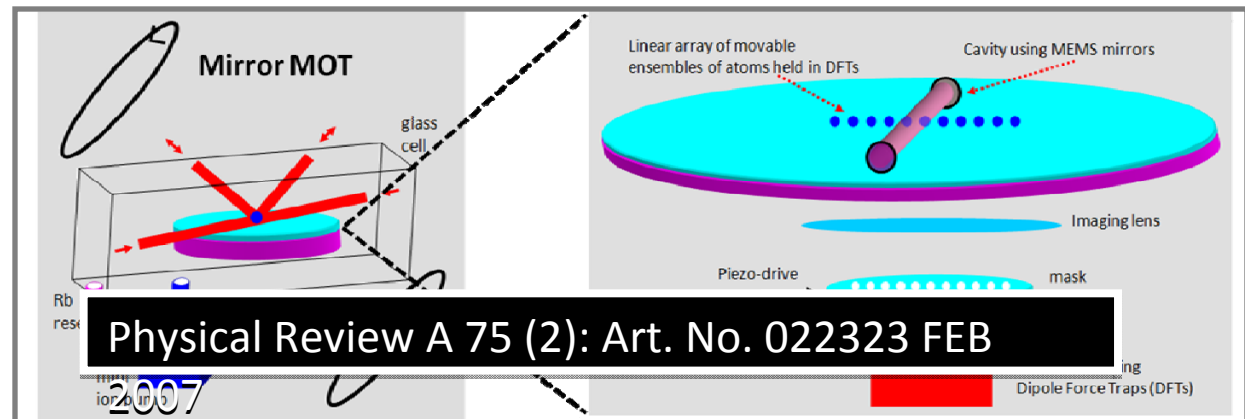 Mirror MOT
glass
cell
Linear array of movable
ensembles of atoms held in DFTs
Cavity using MEMS mirrors
Imaging lens
Piezo-drive
mask
Rb
Physical Review A 75 (2): Art. No. 022323 FEB
2007
Dipole Force Traps (DFTs)